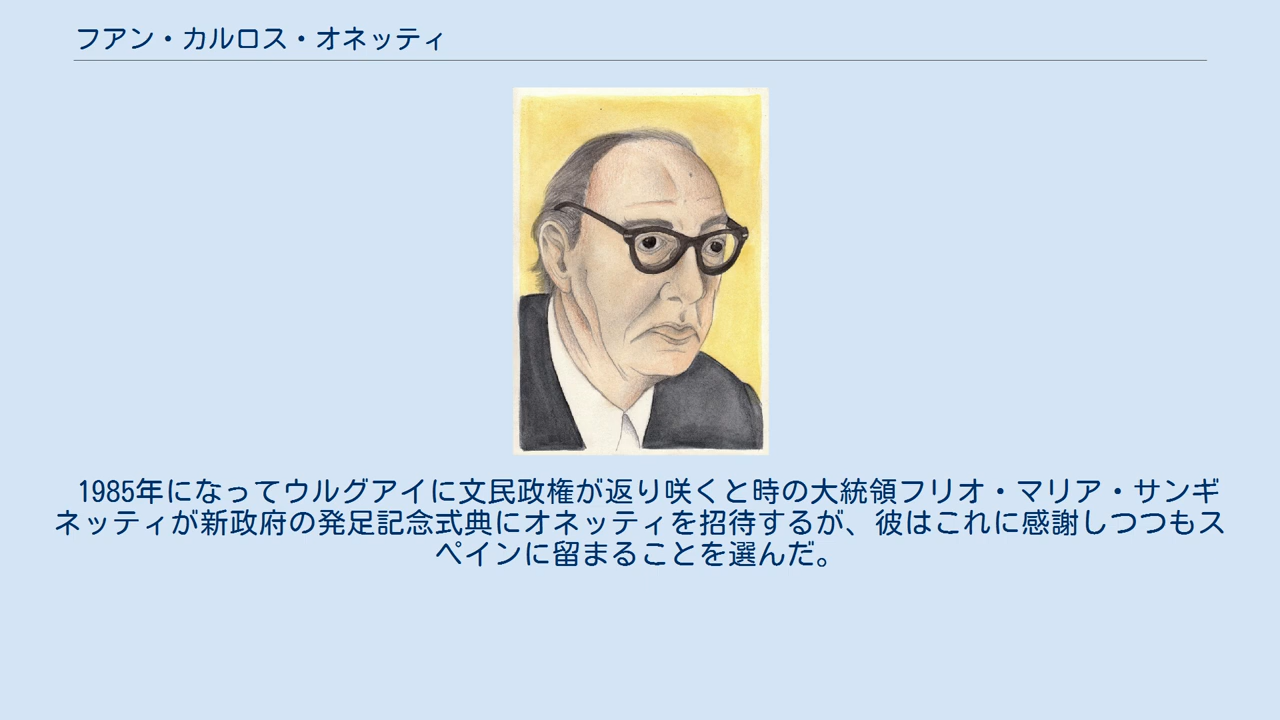 フアン・カルロス・オネッティ
1985年になってウルグアイに文民政権が返り咲くと時の大統領フリオ・マリア・サンギ
ネッティが新政府の発足記念式典にオネッティを招待するが、彼はこれに感謝しつつもス
ペインに留まることを選んだ。